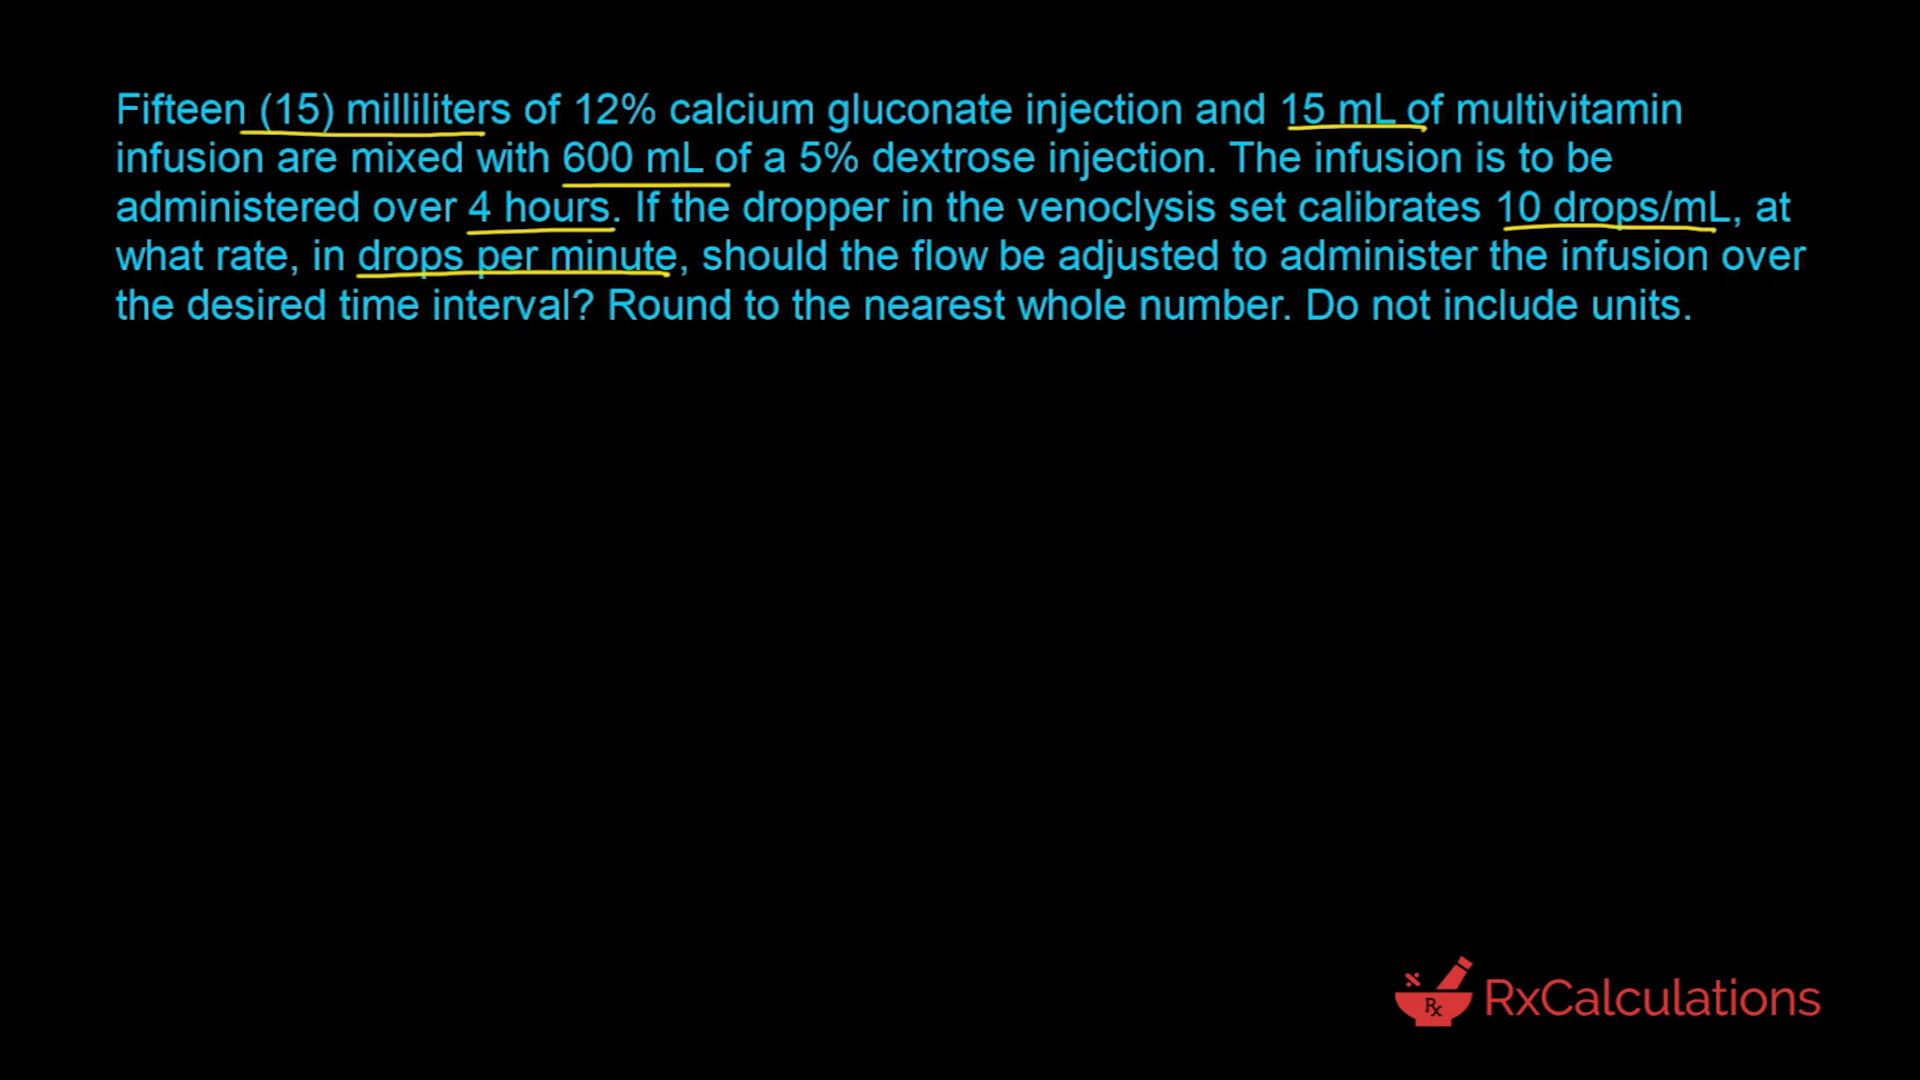 Fifteen (15) milliliters of 12% calcium gluconate injection and 15 mL of multivitamin
infusion are mixed with 600 mL of a 5% dextrose injection. The infusion is to be
administered over 4 hours. If the dropper in the venoclysis set calibrates 10 drops/mL, at
what rate, in drops per minute, should the flow be adjusted to administer the infusion over
the desired time interval? Round to the nearest whole number. Do not include units.
Rx RxCalculations